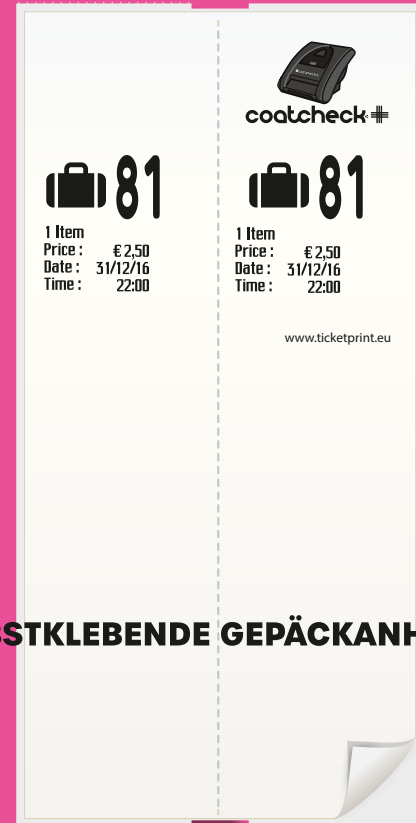 coatcheck
81
1 Item
Price : € 2,50
Date : 31/12/16
Time : 22:00
81
1 Item
Price : € 2,50
Date : 31/12/16
Time : 22:00
www.ticketprint.eu
STKLEBENDE GEPÄCKANH